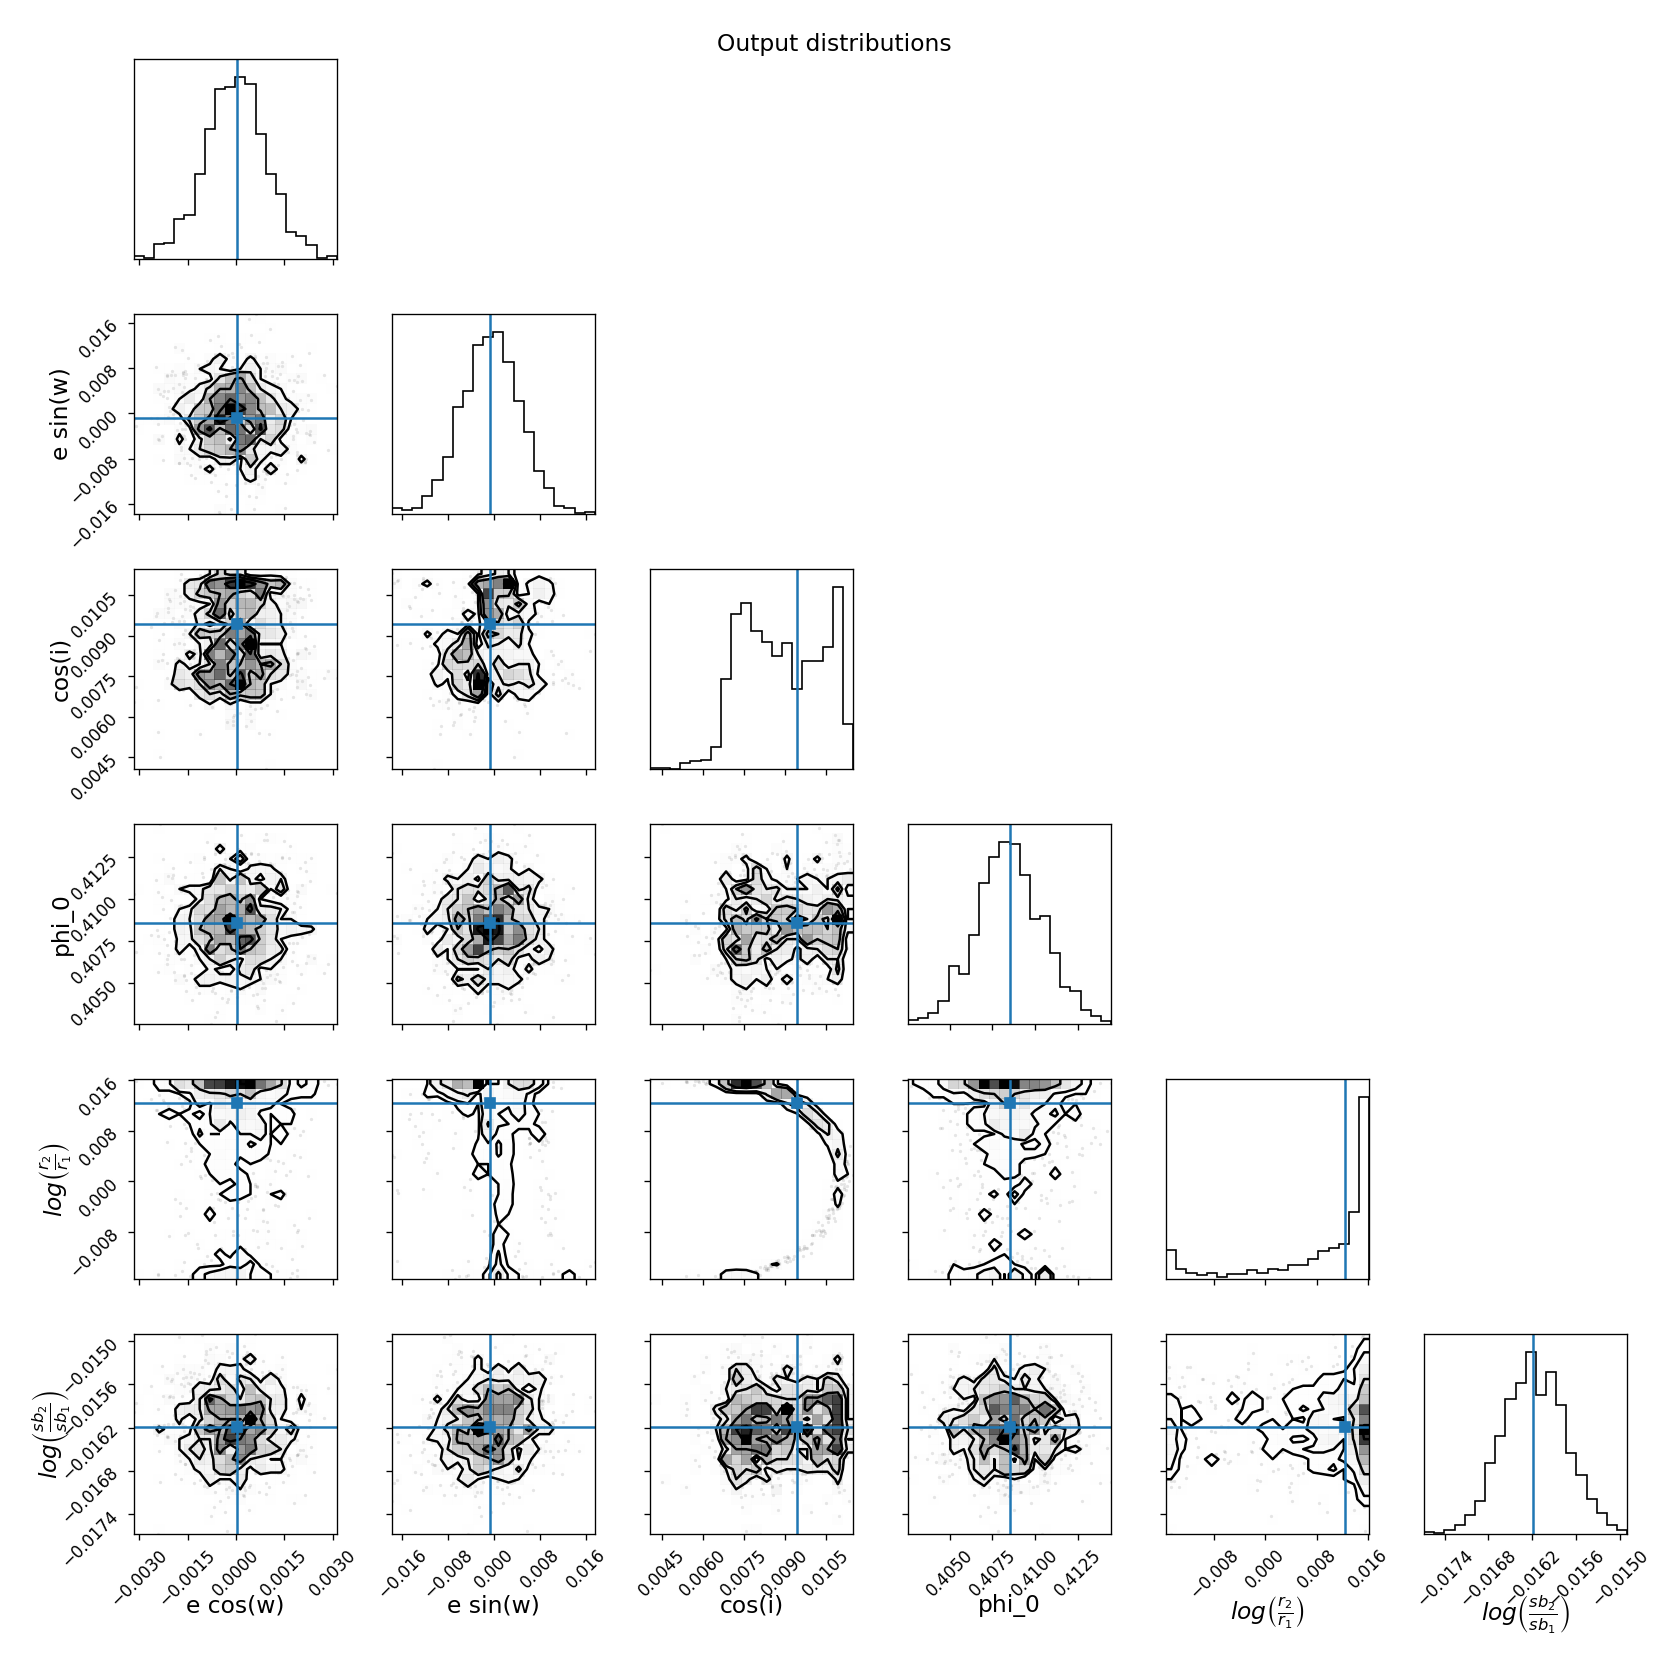 Output distributions
e sin(w)
0.016
0.008
0.000
−0.008
−0.016
cos(i)
0.0105
0.0090
0.0075
0.0060
0.0045
phi_0
0.4125
0.4100
0.4075
0.4050
log(r₂/r₁)
0.016
0.008
0.000
−0.008
log(sb₂/sb₁)
−0.0150
−0.0156
−0.0162
−0.0168
−0.0174
−0.0030 −0.0015 0.0000 0.0015 0.0030
e cos(w)
−0.016 −0.008 0.000 0.008 0.016
e sin(w)
0.0045 0.0060 0.0075 0.0090 0.0105
cos(i)
0.4050 0.4075 0.4100 0.4125
phi_0
−0.008 0.000 0.008 0.016
log(r₂/r₁)
−0.0174 −0.0168 −0.0162 −0.0156 −0.0150
log(sb₂/sb₁)